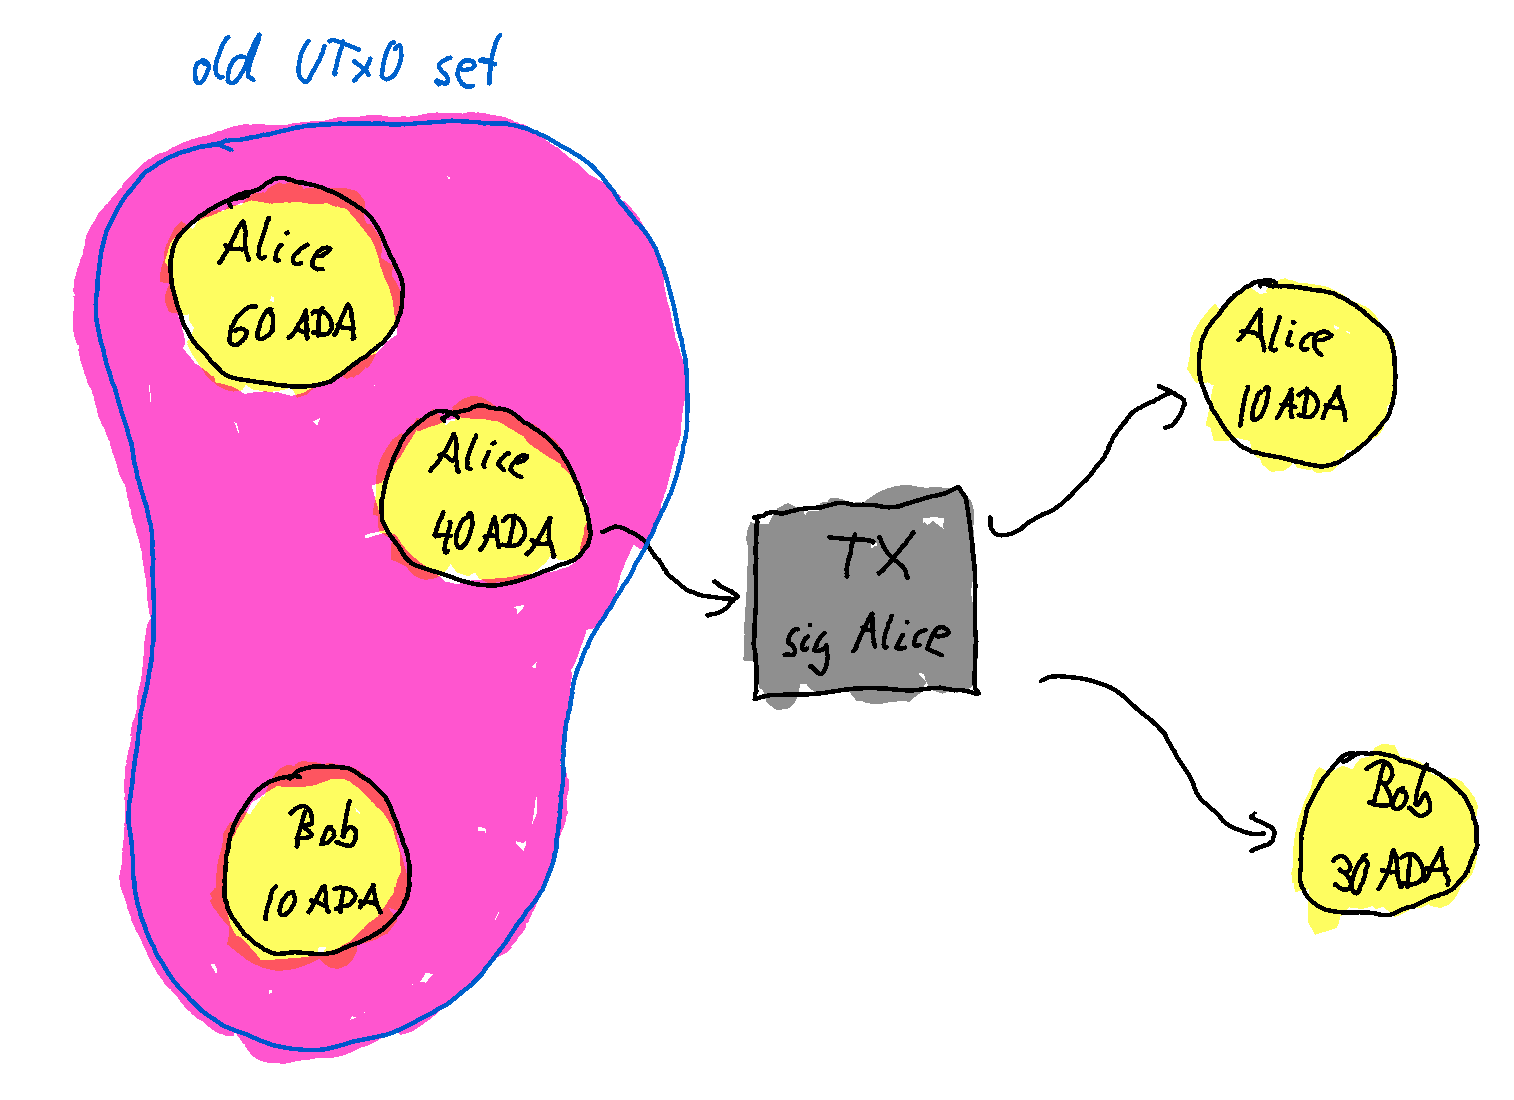 old UTxO set
Alice
60 ADA
Alice
40 ADA
Bob
10 ADA
TX
sig Alice
Alice
10 ADA
Bob
30 ADA